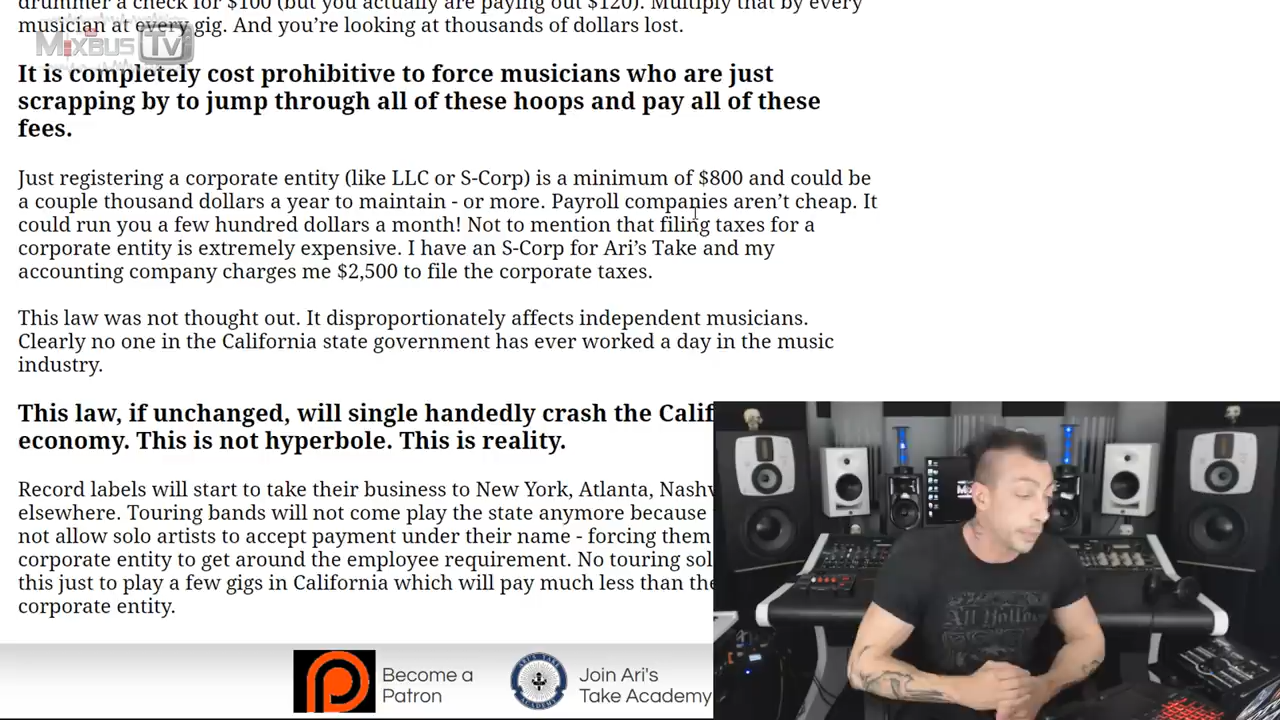 drummer a check for $100 (but you actually are paying out $120). Multiply that by every
musician at every gig. And you're looking at thousands of dollars lost.
MixBus TV
It is completely cost prohibitive to force musicians who are just
scrapping by to jump through all of these hoops and pay all of these
fees.
Just registering a corporate entity (like LLC or S-Corp) is a minimum of $800 and could be
a couple thousand dollars a year to maintain - or more. Payroll companies aren't cheap. It
could run you a few hundred dollars a month! Not to mention that filing taxes for a
corporate entity is extremely expensive. I have an S-Corp for Ari's Take and my
accounting company charges me $2,500 to file the corporate taxes.
This law was not thought out. It disproportionately affects independent musicians.
Clearly no one in the California state government has ever worked a day in the music
industry.
This law, if unchanged, will single handedly crash the Calif
economy. This is not hyperbole. This is reality.
Record labels will start to take their business to New York, Atlanta, Nashv
elsewhere. Touring bands will not come play the state anymore because
not allow solo artists to accept payment under their name - forcing them
corporate entity to get around the employee requirement. No touring sol
this just to play a few gigs in California which will pay much less than the
corporate entity.
Become a
Patron
Join Ari's
Take Academy
All Hallows